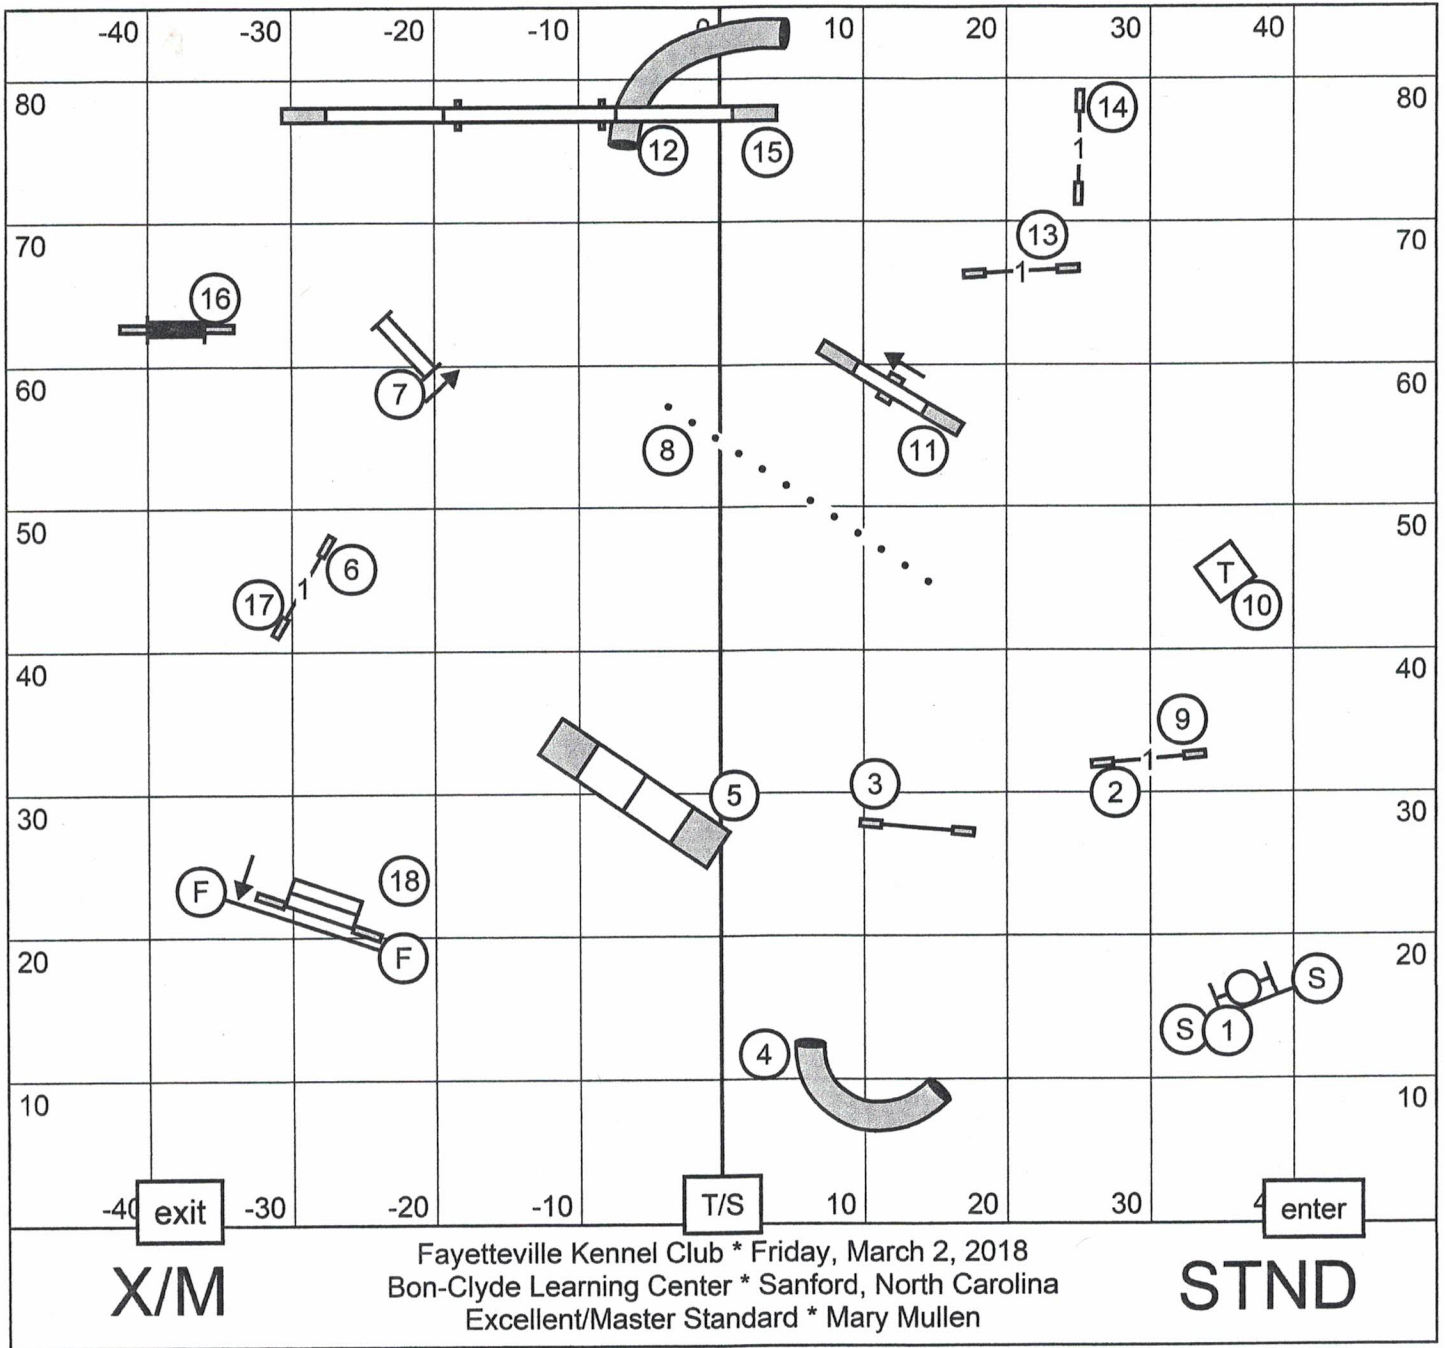 -40 -30 -20 -10 0 10 20 30 40
80 80
14
1
12 15
13
70 70
1
16
60 60
7
8 11
50 50
6
T
17 1
10
40 40
9
1
5 3 2
30 30
18
F
F
20 20
S
S 1
4
10 10
-40 exit -30 -20 -10 T/S 10 20 30 4 enter
Fayetteville Kennel Club * Friday, March 2, 2018
X/M Bon-Clyde Learning Center * Sanford, North Carolina STND
Excellent/Master Standard * Mary Mullen